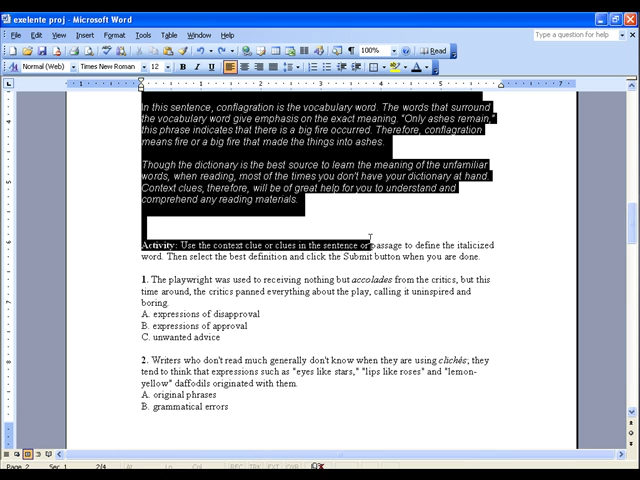 exelente proj - Microsoft Word
File Edit View Insert Format Tools Table Window Help
Type a question for help
100% Read
Normal (Web) Times New Roman 12
In this sentence, conflagration is the vocabulary word. The words that surround
the vocabulary word give emphasis on the exact meaning. "Only ashes remain,"
this phrase indicates that there is a big fire occurred. Therefore, conflagration
means fire or a big fire that made the things into ashes.
Though the dictionary is the best source to learn the meaning of the unfamiliar
words, when reading, most of the times you don't have your dictionary at hand.
Context clues, therefore, will be of great help for you to understand and
comprehend any reading materials.
Activity: Use the context clue or clues in the sentence or passage to define the italicized
word. Then select the best definition and click the Submit button when you are done.
1. The playwright was used to receiving nothing but accolades from the critics, but this
time around, the critics panned everything about the play, calling it uninspired and
boring.
A. expressions of disapproval
B. expressions of approval
C. unwanted advice
2. Writers who don't read much generally don't know when they are using clichés; they
tend to think that expressions such as "eyes like stars," "lips like roses" and "lemon-
yellow" daffodils originated with them.
A. original phrases
B. grammatical errors
Page 2 Sec 1 2/4 At Ln Col REC TRK EXT OVR